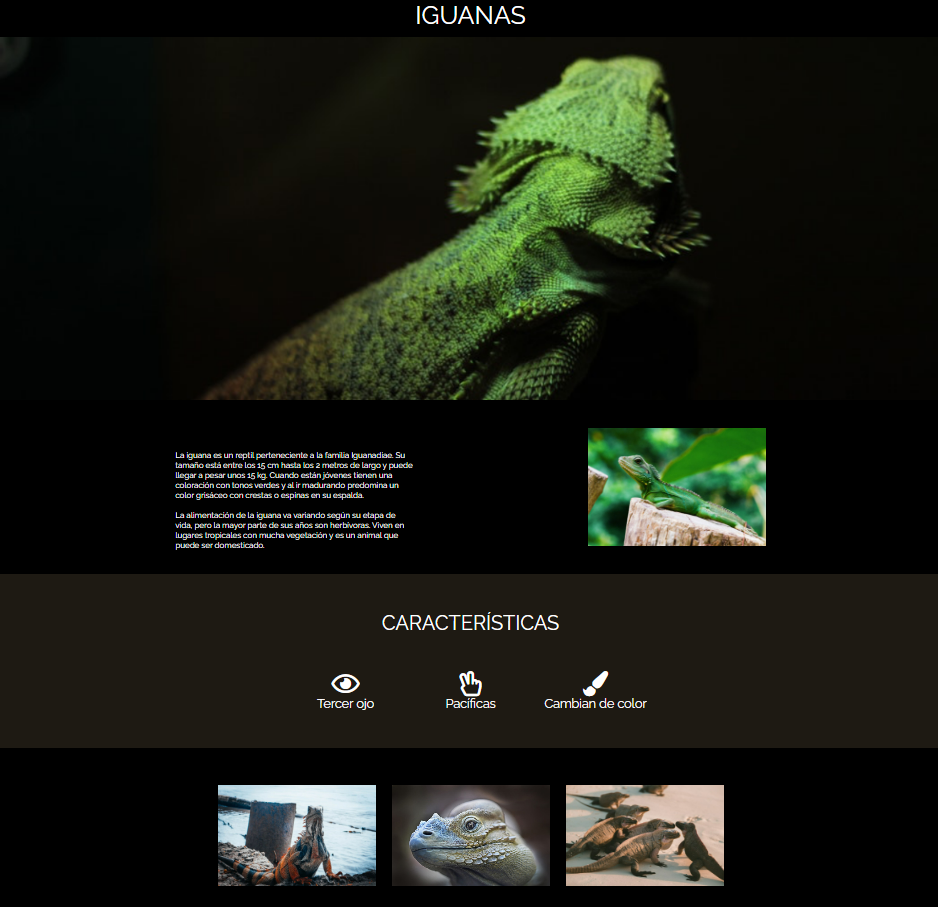 IGUANAS
La iguana es un reptil perteneciente a la familia Iguanadiae. Su
tamaño está entre los 15 cm hasta los 2 metros de largo y puede
llegar a pesar unos 15 kg. Cuando están jóvenes tienen una
coloración con tonos verdes y al ir madurando predomina un
color grisáceo con crestas o espinas en su espalda.
La alimentación de la iguana va variando según su etapa de
vida, pero la mayor parte de sus años son herbívoras. Viven en
lugares tropicales con mucha vegetación y es un animal que
puede ser domesticado.
CARACTERÍSTICAS
Tercer ojo
Pacíficas
Cambian de color